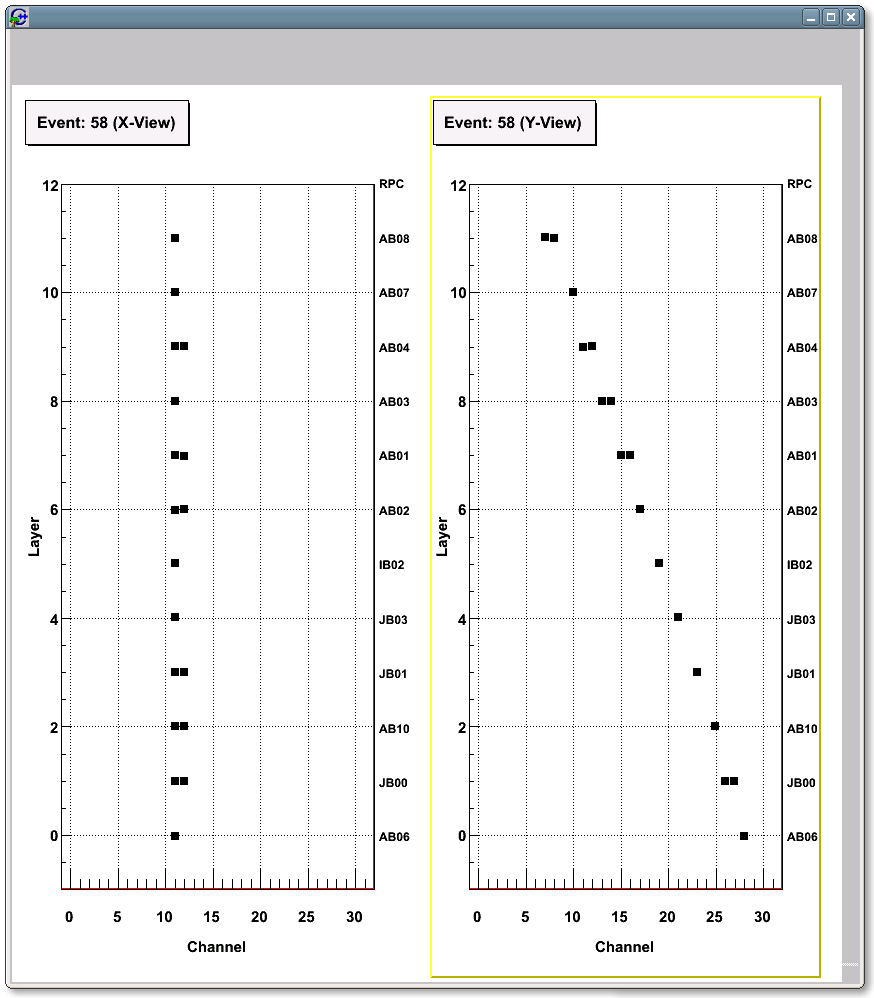 Event: 58 (X-View)
12
10
8
6
4
2
0
Layer
RPC
AB08
AB07
AB04
AB03
AB01
AB02
IB02
JB03
JB01
AB10
JB00
AB06
0 5 10 15 20 25 30
Channel
Event: 58 (Y-View)
12
10
8
6
4
2
0
Layer
RPC
AB08
AB07
AB04
AB03
AB01
AB02
IB02
JB03
JB01
AB10
JB00
AB06
0 5 10 15 20 25 30
Channel